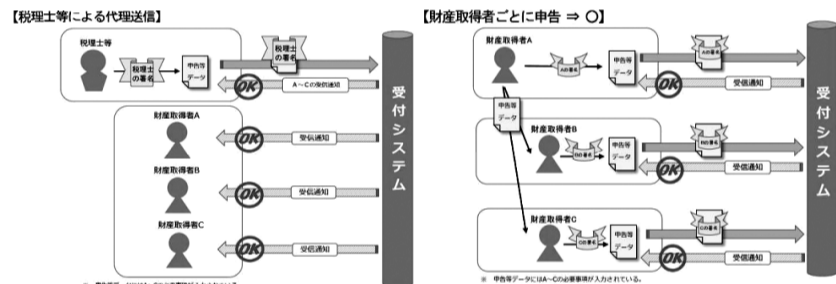 【税理士等による代理送信】
税理士等
税理士
の署名
申告等
データ
税理士
の署名
OK
A~Cの受信通知
財産取得者A
OK
受信通知
財産取得者B
OK
受信通知
財産取得者C
OK
受信通知
受付システム
【財産取得者ごとに申告 ⇒ 〇】
財産取得者A
Aの署名
申告等
データ
Aの署名
OK
受信通知
申告等
データ
財産取得者B
Bの署名
申告等
データ
Bの署名
OK
受信通知
財産取得者C
Cの署名
申告等
データ
Cの署名
OK
受信通知
受付システム
※ 申告等データにはA~Cの必要事項が入力されている。